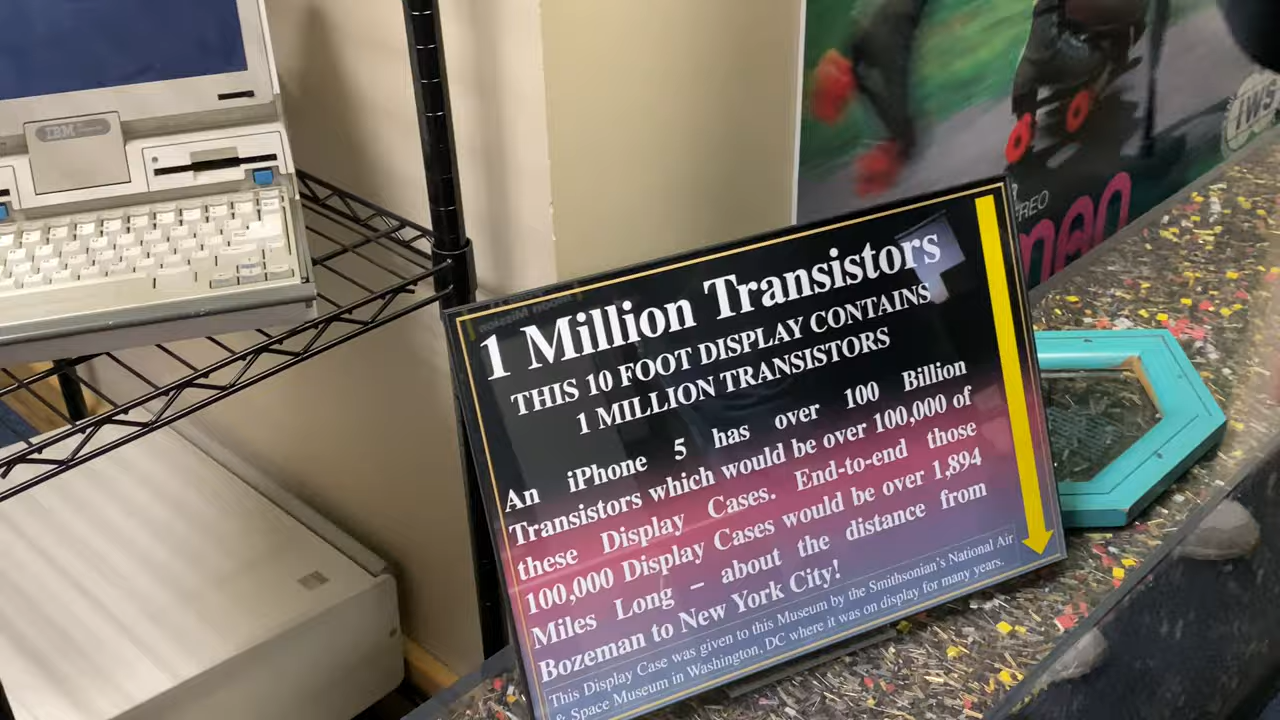 IBM
IWS
REO
man
1 Million Transistors
THIS 10 FOOT DISPLAY CONTAINS
1 MILLION TRANSISTORS
An iPhone 5 has over 100 Billion
Transistors which would be over 100,000 of
these Display Cases. End-to-end those
100,000 Display Cases would be over 1,894
Miles Long – about the distance from
Bozeman to New York City!
This Display Case was given to this Museum by the Smithsonian's National Air
& Space Museum in Washington, DC where it was on display for many years.